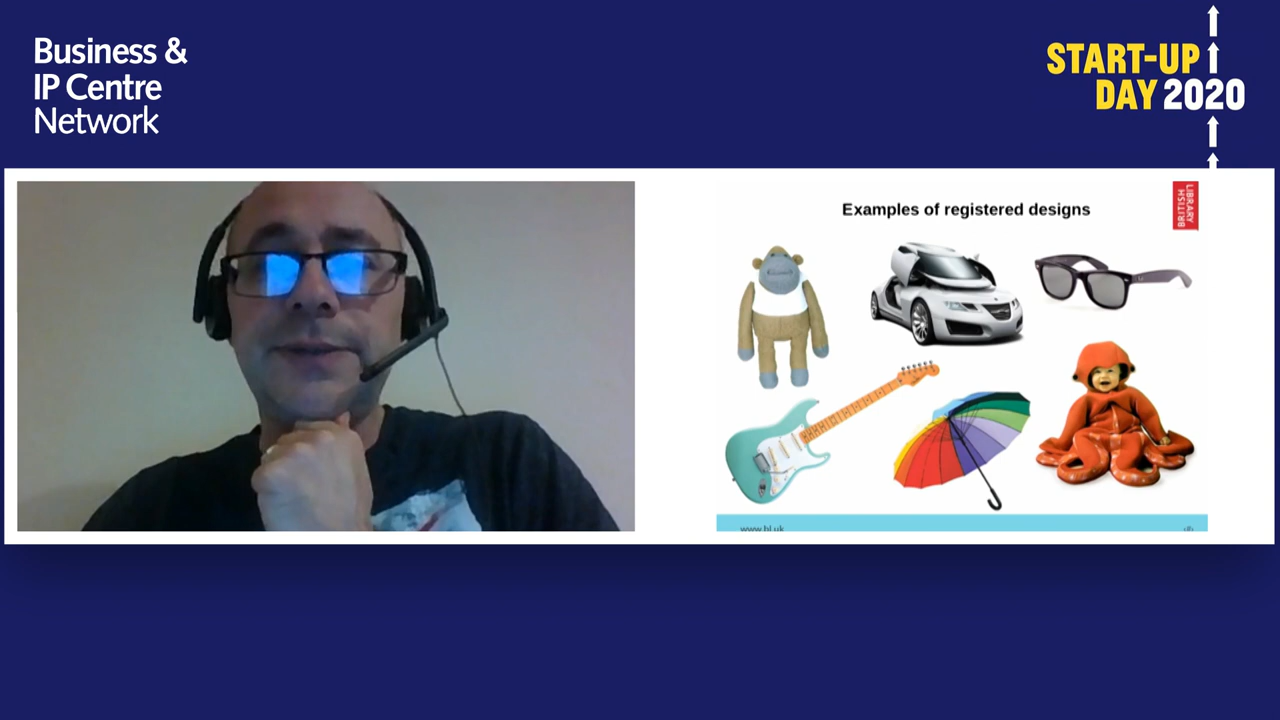 Business &
IP Centre
Network
START-UP
DAY 2020
Examples of registered designs
BRITISH
LIBRARY
www.bl.uk